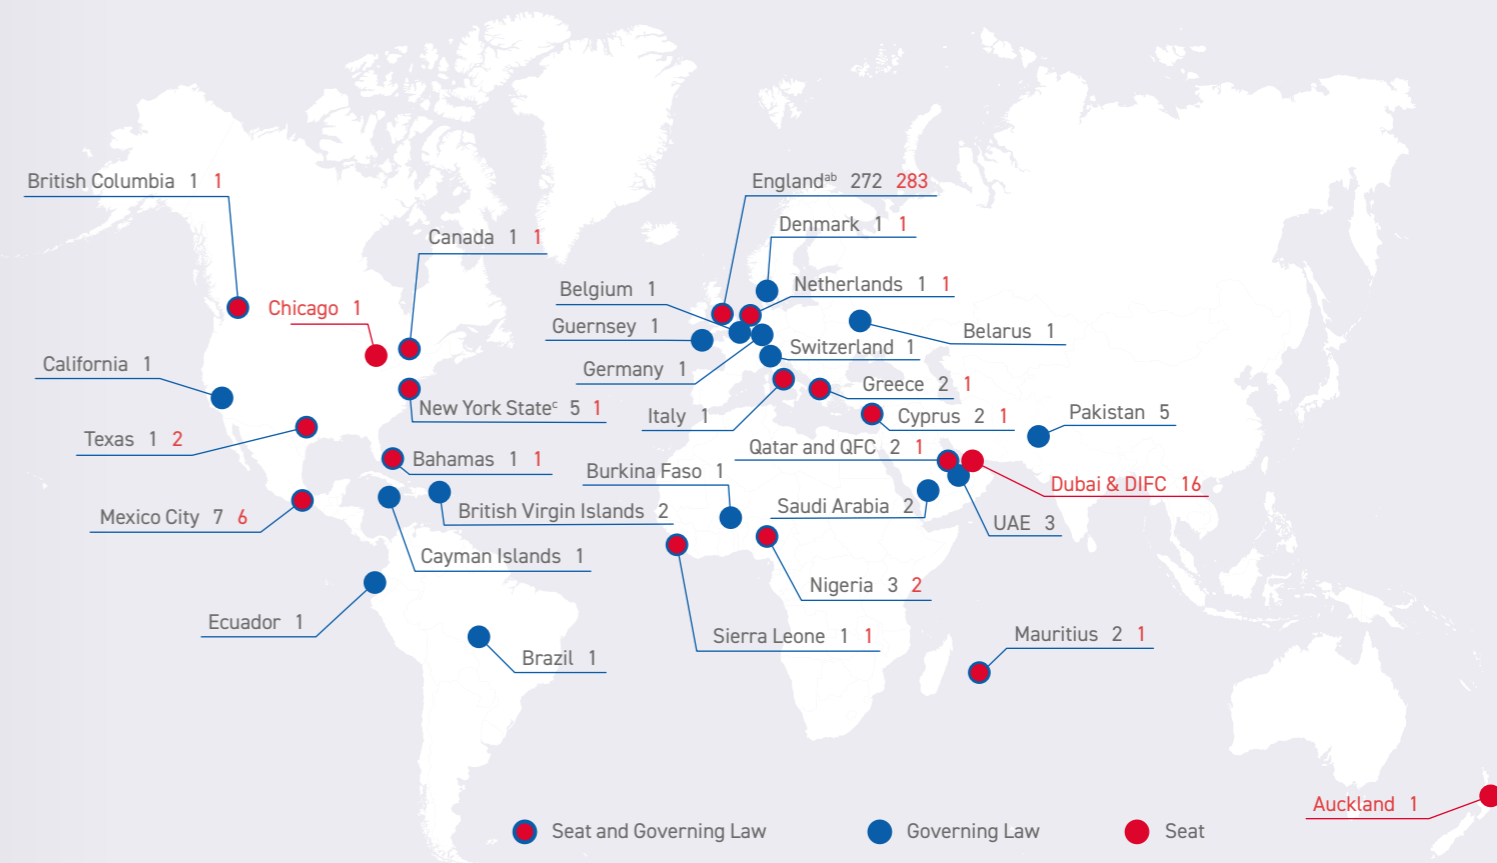 British Columbia 1 1
Englandab 272 283
Denmark 1 1
Canada 1 1
Belgium 1
Netherlands 1 1
Chicago 1
Guernsey 1
Belarus 1
Switzerland 1
California 1
Germany 1
Greece 2 1
New York Statec 5 1
Italy 1
Cyprus 2 1
Pakistan 5
Texas 1 2
Bahamas 1 1
Qatar and QFC 2 1
Burkina Faso 1
Dubai & DIFC 16
Mexico City 7 6
British Virgin Islands 2
Saudi Arabia 2
UAE 3
Cayman Islands 1
Nigeria 3 2
Ecuador 1
Sierra Leone 1 1
Mauritius 2 1
Brazil 1
Auckland 1
Seat and Governing Law
Governing Law
Seat